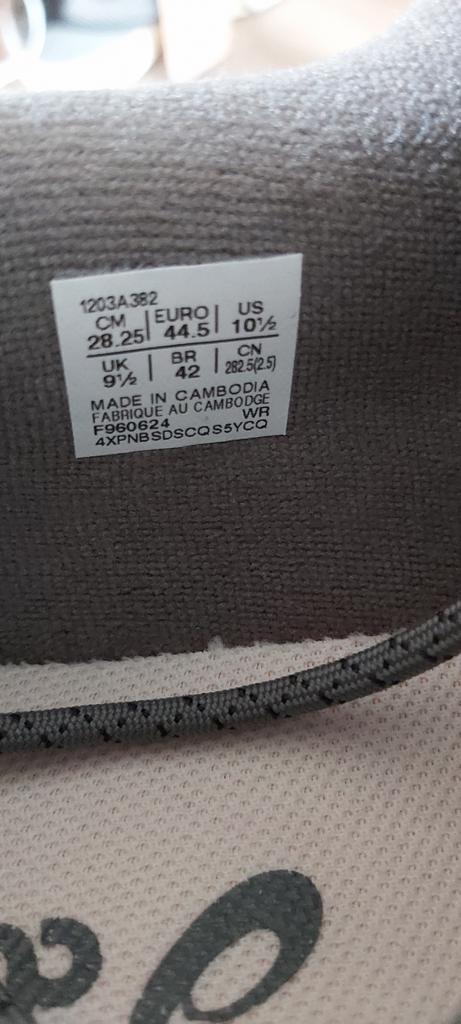 1203A382
CM | EURO | US
28.25 | 44.5 | 10½
UK | BR | CN
9½ | 42 | 282.5(2.5)
MADE IN CAMBODIA
FABRIQUE AU CAMBODGE
F960624 WR
4XPNBSDSCQS5YCQ